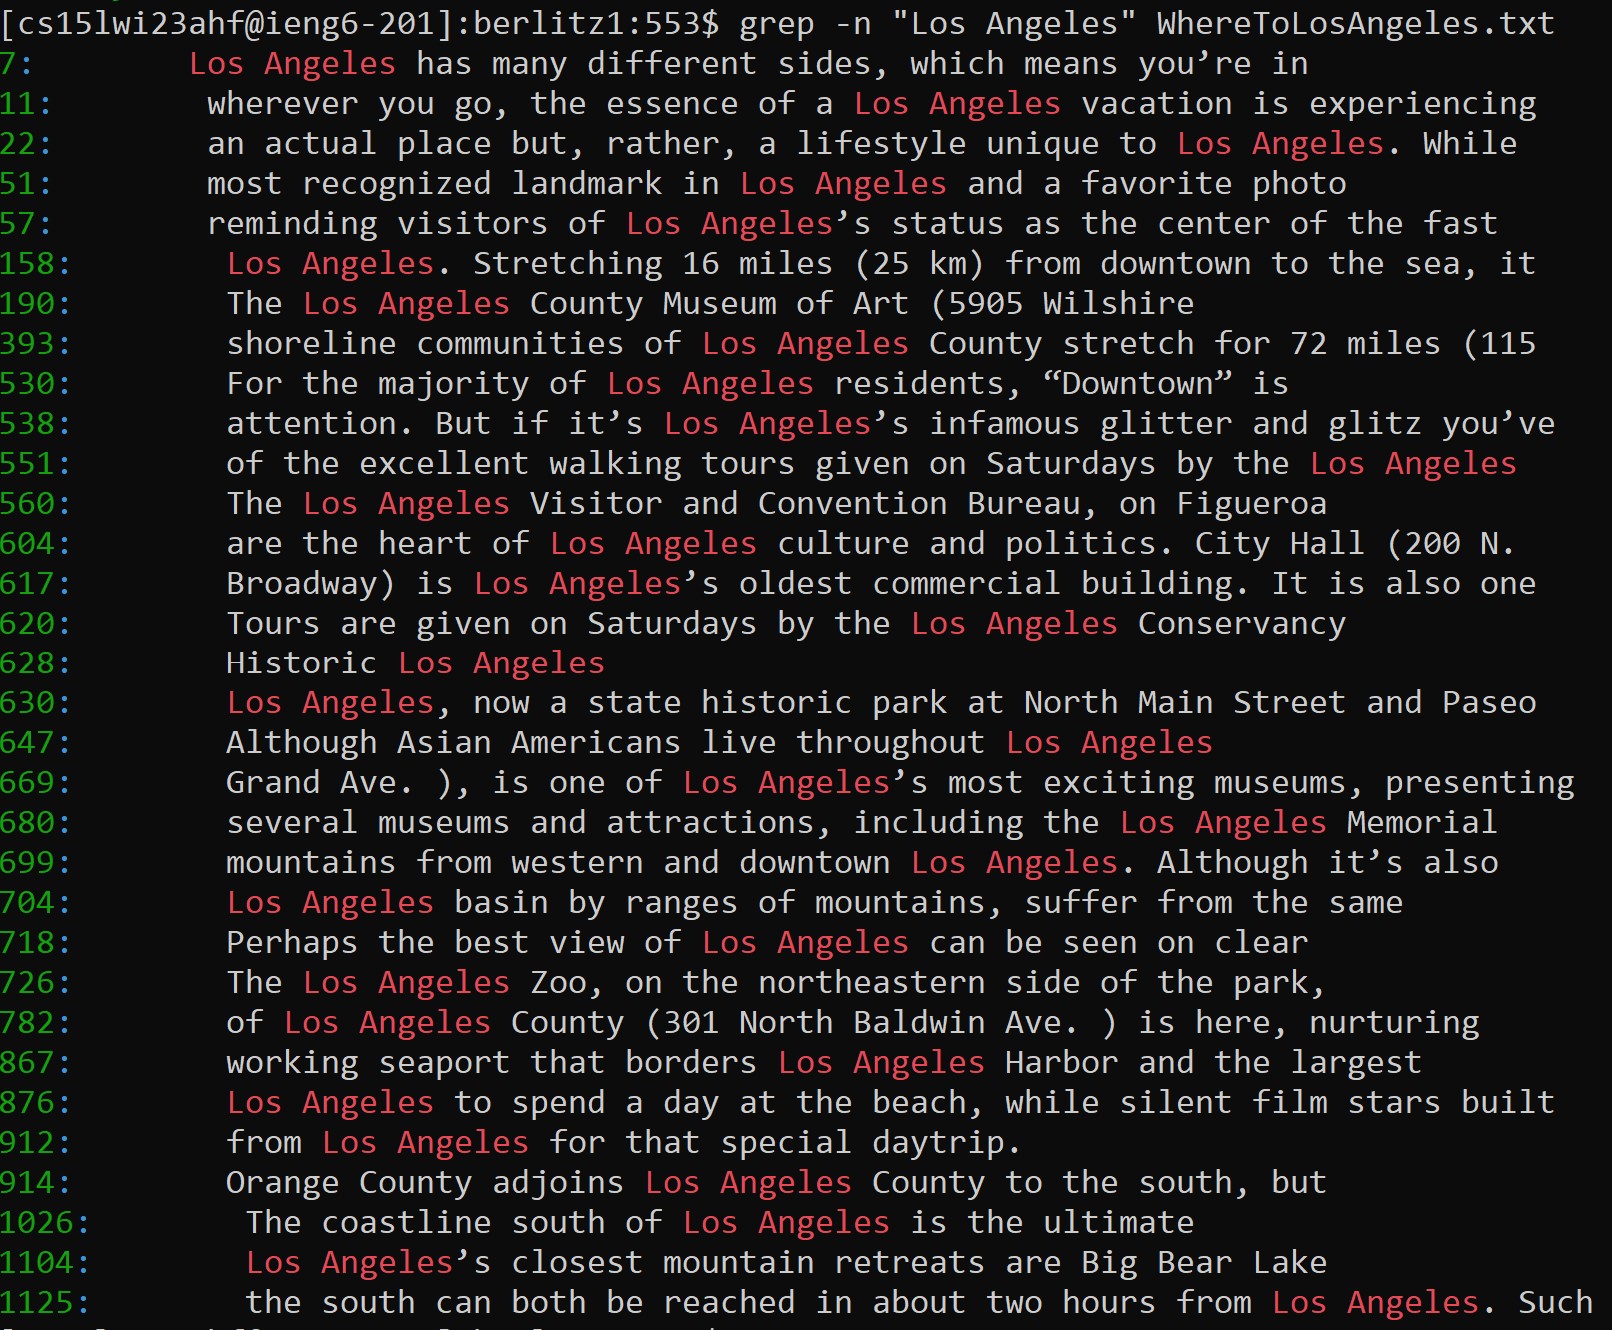 [cs15lwi23ahf@ieng6-201]:berlitz1:553$ grep -n "Los Angeles" WhereToLosAngeles.txt
7:        Los Angeles has many different sides, which means you’re in
11:        wherever you go, the essence of a Los Angeles vacation is experiencing
22:        an actual place but, rather, a lifestyle unique to Los Angeles. While
51:        most recognized landmark in Los Angeles and a favorite photo
57:        reminding visitors of Los Angeles’s status as the center of the fast
158:        Los Angeles. Stretching 16 miles (25 km) from downtown to the sea, it
190:        The Los Angeles County Museum of Art (5905 Wilshire
393:        shoreline communities of Los Angeles County stretch for 72 miles (115
530:        For the majority of Los Angeles residents, “Downtown” is
538:        attention. But if it’s Los Angeles’s infamous glitter and glitz you’ve
551:        of the excellent walking tours given on Saturdays by the Los Angeles
560:        The Los Angeles Visitor and Convention Bureau, on Figueroa
604:        are the heart of Los Angeles culture and politics. City Hall (200 N.
617:        Broadway) is Los Angeles’s oldest commercial building. It is also one
620:        Tours are given on Saturdays by the Los Angeles Conservancy
628:        Historic Los Angeles
630:        Los Angeles, now a state historic park at North Main Street and Paseo
647:        Although Asian Americans live throughout Los Angeles
669:        Grand Ave. ), is one of Los Angeles’s most exciting museums, presenting
680:        several museums and attractions, including the Los Angeles Memorial
699:        mountains from western and downtown Los Angeles. Although it’s also
704:        Los Angeles basin by ranges of mountains, suffer from the same
718:        Perhaps the best view of Los Angeles can be seen on clear
726:        The Los Angeles Zoo, on the northeastern side of the park,
782:        of Los Angeles County (301 North Baldwin Ave. ) is here, nurturing
867:        working seaport that borders Los Angeles Harbor and the largest
876:        Los Angeles to spend a day at the beach, while silent film stars built
912:        from Los Angeles for that special daytrip.
914:        Orange County adjoins Los Angeles County to the south, but
1026:        The coastline south of Los Angeles is the ultimate
1104:        Los Angeles’s closest mountain retreats are Big Bear Lake
1125:        the south can both be reached in about two hours from Los Angeles. Such